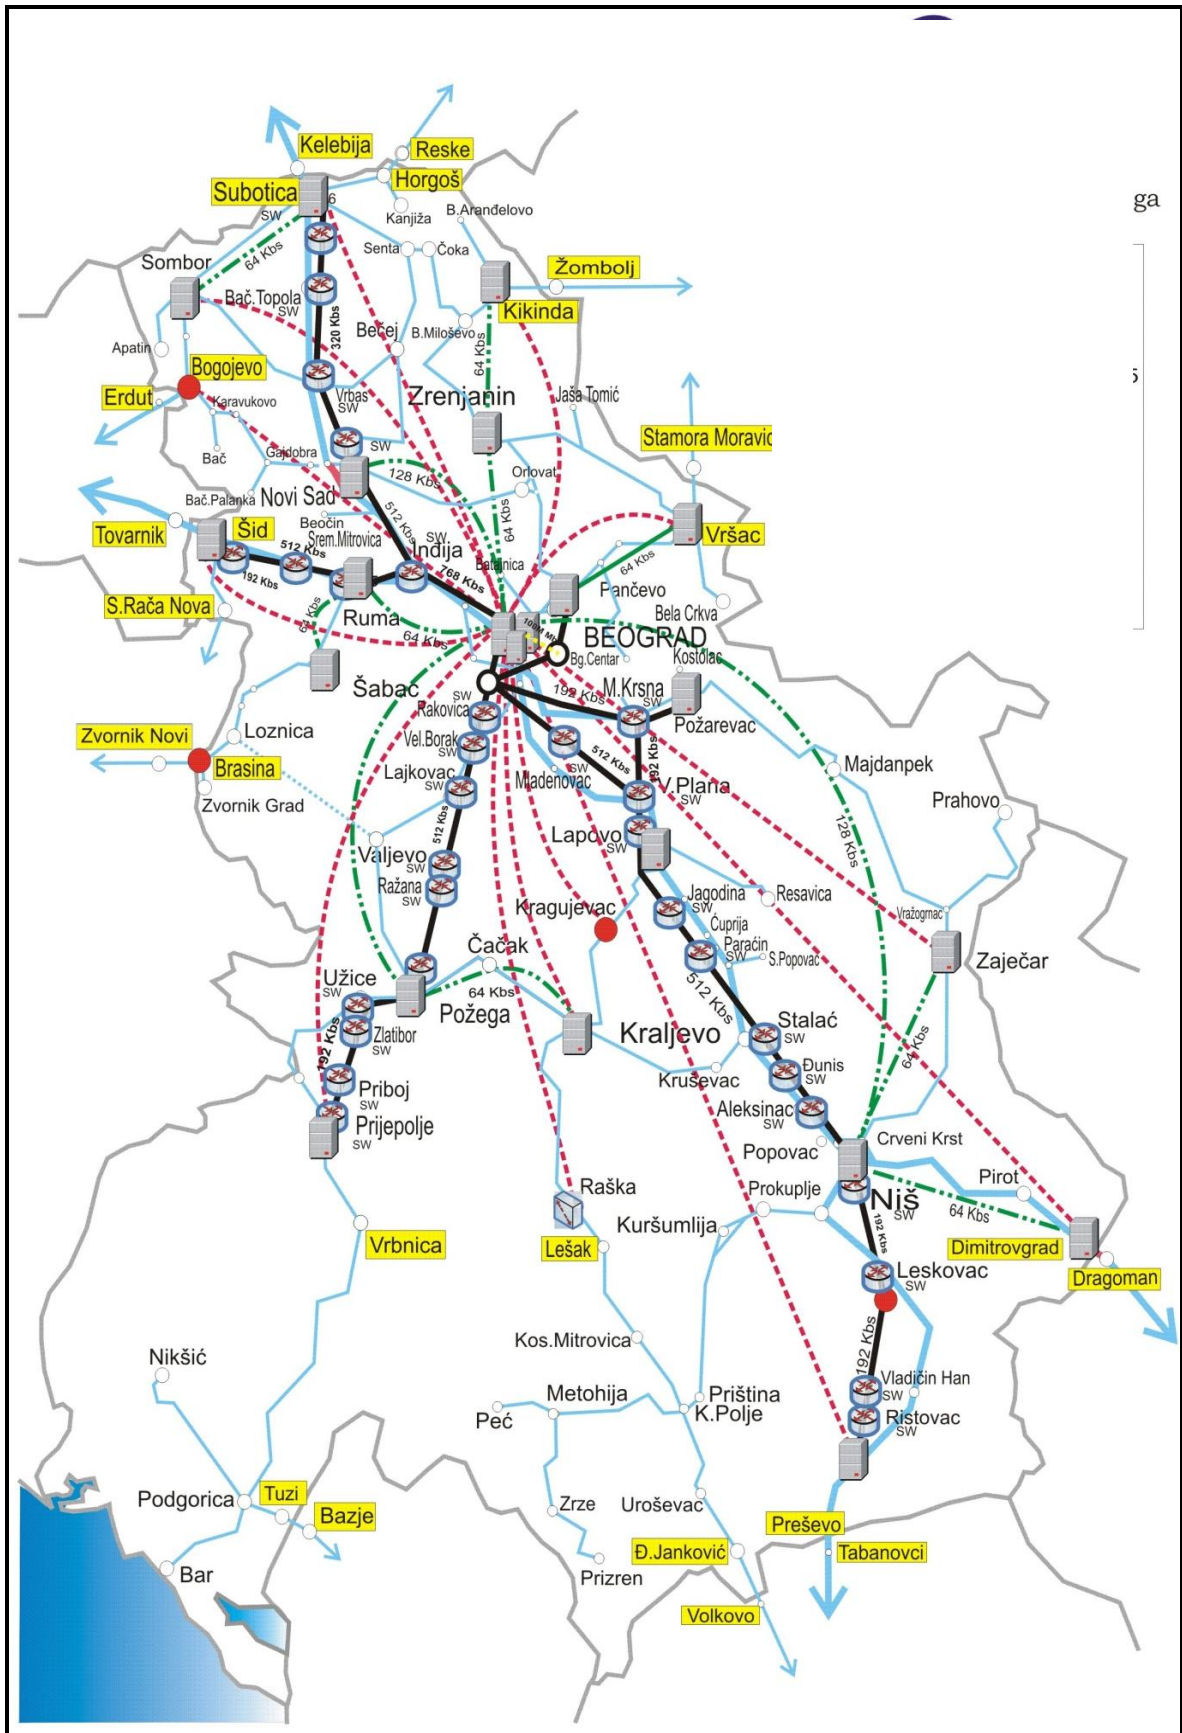 Kelebija
Reske
Horgoš
Subotica
6
SW
Kanjiža
B.Aranđelovo
ga
64 Kbs
Senta
Čoka
Sombor
Žombolj
Bač.Topola
SW
Kikinda
320 Kbs
Bečej
B.Miloševo
Apatin
64 Kbs
Bogojevo
Erdut
Karavukovo
Vrbas
SW
Zrenjanin
Jaša Tomić
5
Stamora Moravic
SW
Bač
Gajdobra
128 Kbs
Orlovat
Bač.Palanka
Novi Sad
Beočin
512 Kbs
64 Kbs
Tovarnik
Šid
Srem.Mitrovica
SW
Inđija
Vršac
512 Kbs
192 Kbs
768 Kbs
Batajnica
64 Kbs
Pančevo
S.Rača Nova
Ruma
64 Kbs
64 Kbs
Bela Crkva
BEOGRAD
Bg.Centar
Kostolac
Šabac
SW
192 Kbs
M.Krsna
SW
Rakovica
Požarevac
Loznica
Zvornik Novi
Vel.Borak
SW
Brasina
512 Kbs
192 Kbs
Majdanpek
Lajkovac
SW
SW
Mladenovac
V.Plana
SW
Zvornik Grad
Prahovo
512 Kbs
Lapovo
SW
128 Kbs
Valjevo
SW
Ražana
SW
Jagodina
SW
Resavica
Kragujevac
Vražogrnac
Ćuprija
Čačak
Paraćin
SW
S.Popovac
Zaječar
Užice
SW
64 Kbs
512 Kbs
Požega
Kraljevo
Stalać
SW
192 Kbs
Zlatibor
SW
64 Kbs
Kruševac
Đunis
SW
Priboj
SW
Aleksinac
SW
Prijepolje
SW
Popovac
Crveni Krst
Raška
Prokuplje
Niš
SW
Pirot
Kuršumlija
64 Kbs
Vrbnica
Lešak
192 Kbs
Dimitrovgrad
Leskovac
SW
Dragoman
Kos.Mitrovica
Nikšić
192 Kbs
Vladičin Han
SW
Metohija
Priština
Peć
K.Polje
Ristovac
SW
Podgorica
Tuzi
Bazje
Zrze
Uroševac
Preševo
Đ.Janković
Tabanovci
Bar
Prizren
Volkovo